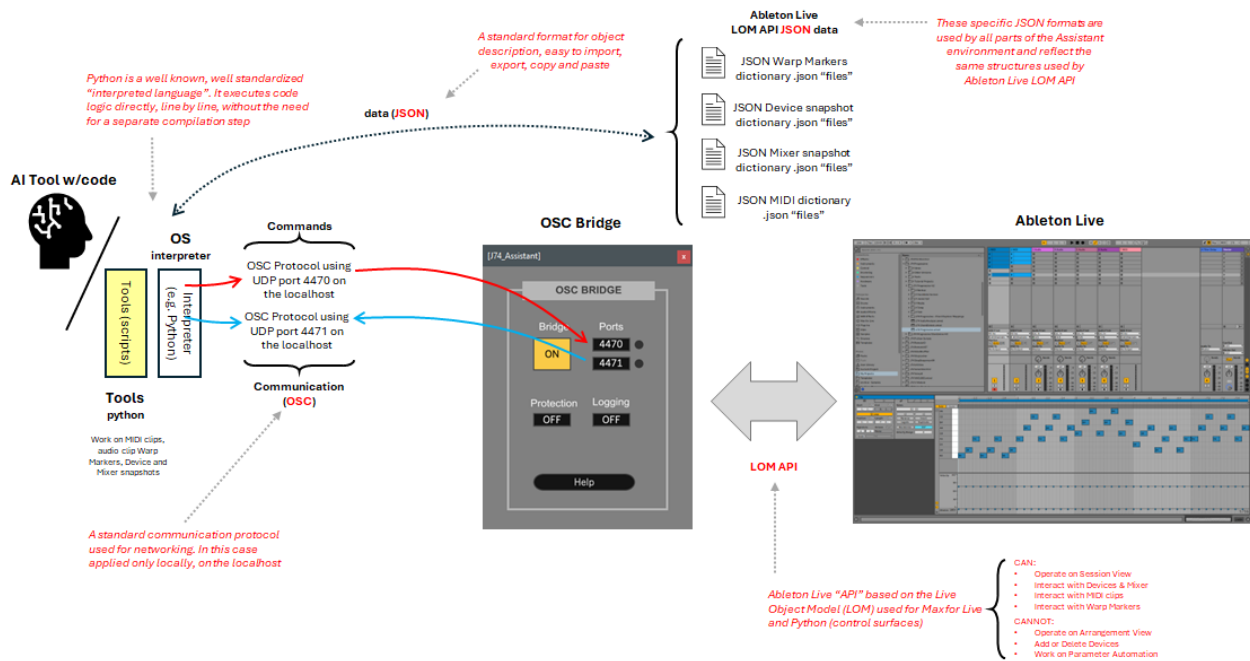 Ableton Live
LOM API JSON data
These specific JSON formats are
used by all parts of the Assistant
environment and reflect the
same structures used by
Ableton Live LOM API
A standard format for object
description, easy to import,
export, copy and paste
JSON Warp Markers
dictionary .json “files”
JSON Device snapshot
dictionary .json “files”
JSON Mixer snapshot
dictionary .json “files”
JSON MIDI dictionary
.json “files”
Python is a well known, well standardized
“interpreted language”. It executes code
logic directly, line by line, without the need
for a separate compilation step
data (JSON)
AI Tool w/code
OS
interpreter
Tools (scripts)
Interpreter
(e.g. Python)
Tools
python
Work on MIDI clips,
audio clip Warp
Markers, Device and
Mixer snapshots
Commands
OSC Protocol using
UDP port 4470 on
the localhost
OSC Protocol using
UDP port 4471 on
the localhost
Communication
(OSC)
A standard communication protocol
used for networking. In this case
applied only locally, on the localhost
OSC Bridge
[J74_Assistant]
x
OSC BRIDGE
Bridge
Ports
ON
4470
4471
Protection
Logging
OFF
OFF
Help
LOM API
Ableton Live
Ableton Live “API” based on the Live
Object Model (LOM) used for Max for Live
and Python (control surfaces)
CAN:
• Operate on Session View
• Interact with Devices & Mixer
• Interact with MIDI clips
• Interact with Warp Markers
CANNOT:
• Operate on Arrangement View
• Add or Delete Devices
• Work on Parameter Automation